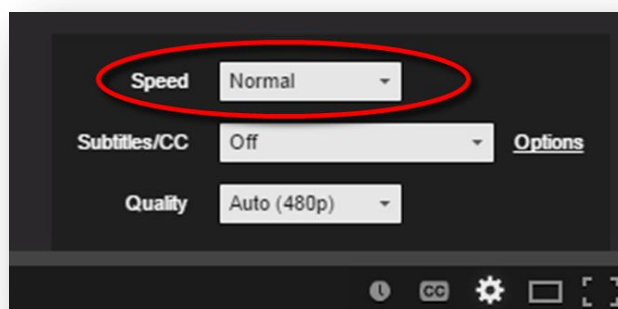 Speed Normal
Subtitles/CC Off Options
Quality Auto (480p)
CC